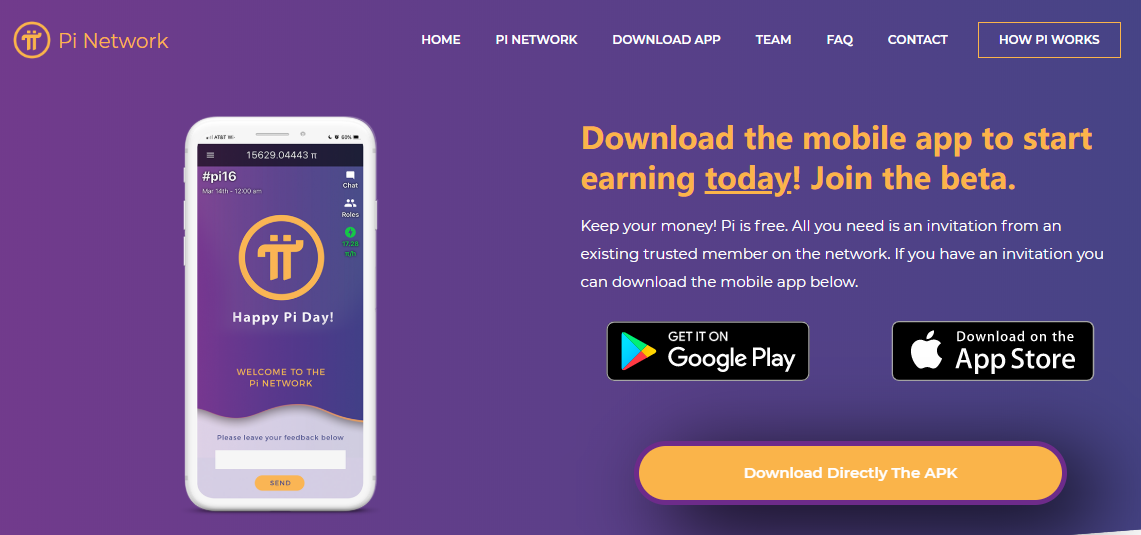 Pi Network
HOME
PI NETWORK
DOWNLOAD APP
TEAM
FAQ
CONTACT
HOW PI WORKS
AT&T
60%
15629.04443 π
#pi16
Mar 14th - 12:00 am
Chat
Roles
17.28
π/h
Happy Pi Day!
WELCOME TO THE
Pi NETWORK
Please leave your feedback below
SEND
Download the mobile app to start
earning today! Join the beta.
Keep your money! Pi is free. All you need is an invitation from an
existing trusted member on the network. If you have an invitation you
can download the mobile app below.
GET IT ON
Google Play
Download on the
App Store
Download Directly The APK